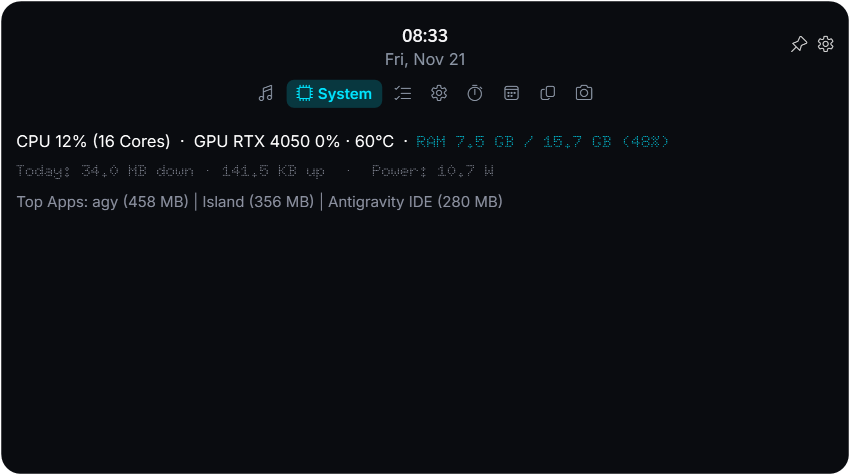 08:33
Fri, Nov 21
System
CPU 12% (16 Cores) · GPU RTX 4050 0% · 60°C · RAM 7.5 GB / 15.7 GB (48%)
Today: 34.0 MB down · 141.5 KB up · Power: 10.7 W
Top Apps: agy (458 MB) | Island (356 MB) | Antigravity IDE (280 MB)